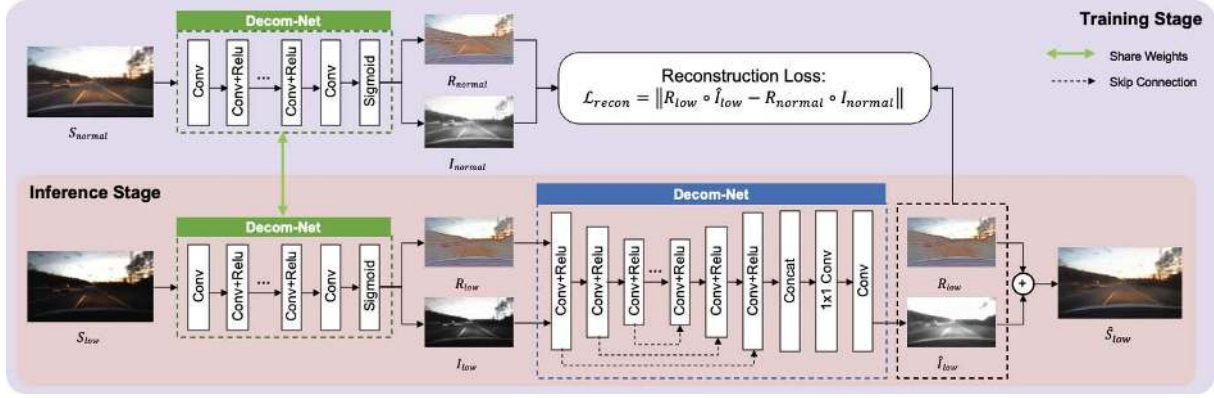 Training Stage
Share Weights
Skip Connection
Decom-Net
Conv
Conv+Relu
...
Conv+Relu
Conv
Sigmoid
S_normal
R_normal
I_normal
Reconstruction Loss:
ℒ_recon = ‖R_low ∘ Î_low − R_normal ∘ I_normal‖
Inference Stage
Decom-Net
Conv
Conv+Relu
...
Conv+Relu
Conv
Sigmoid
S_low
R_low
I_low
Decom-Net
Conv+Relu
Conv+Relu
Conv+Relu
...
Conv+Relu
Conv+Relu
Conv+Relu
Concat
1x1 Conv
Conv
R_low
Î_low
+
Ŝ_low